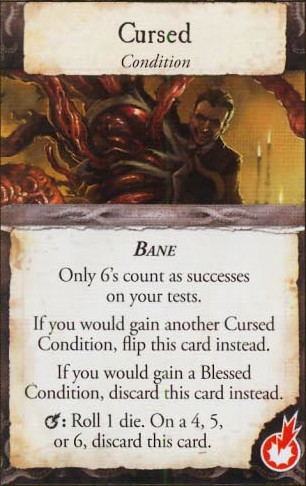 Cursed
Condition
BANE
Only 6's count as successes
on your tests.
If you would gain another Cursed
Condition, flip this card instead.
If you would gain a Blessed
Condition, discard this card instead.
: Roll 1 die. On a 4, 5,
or 6, discard this card.